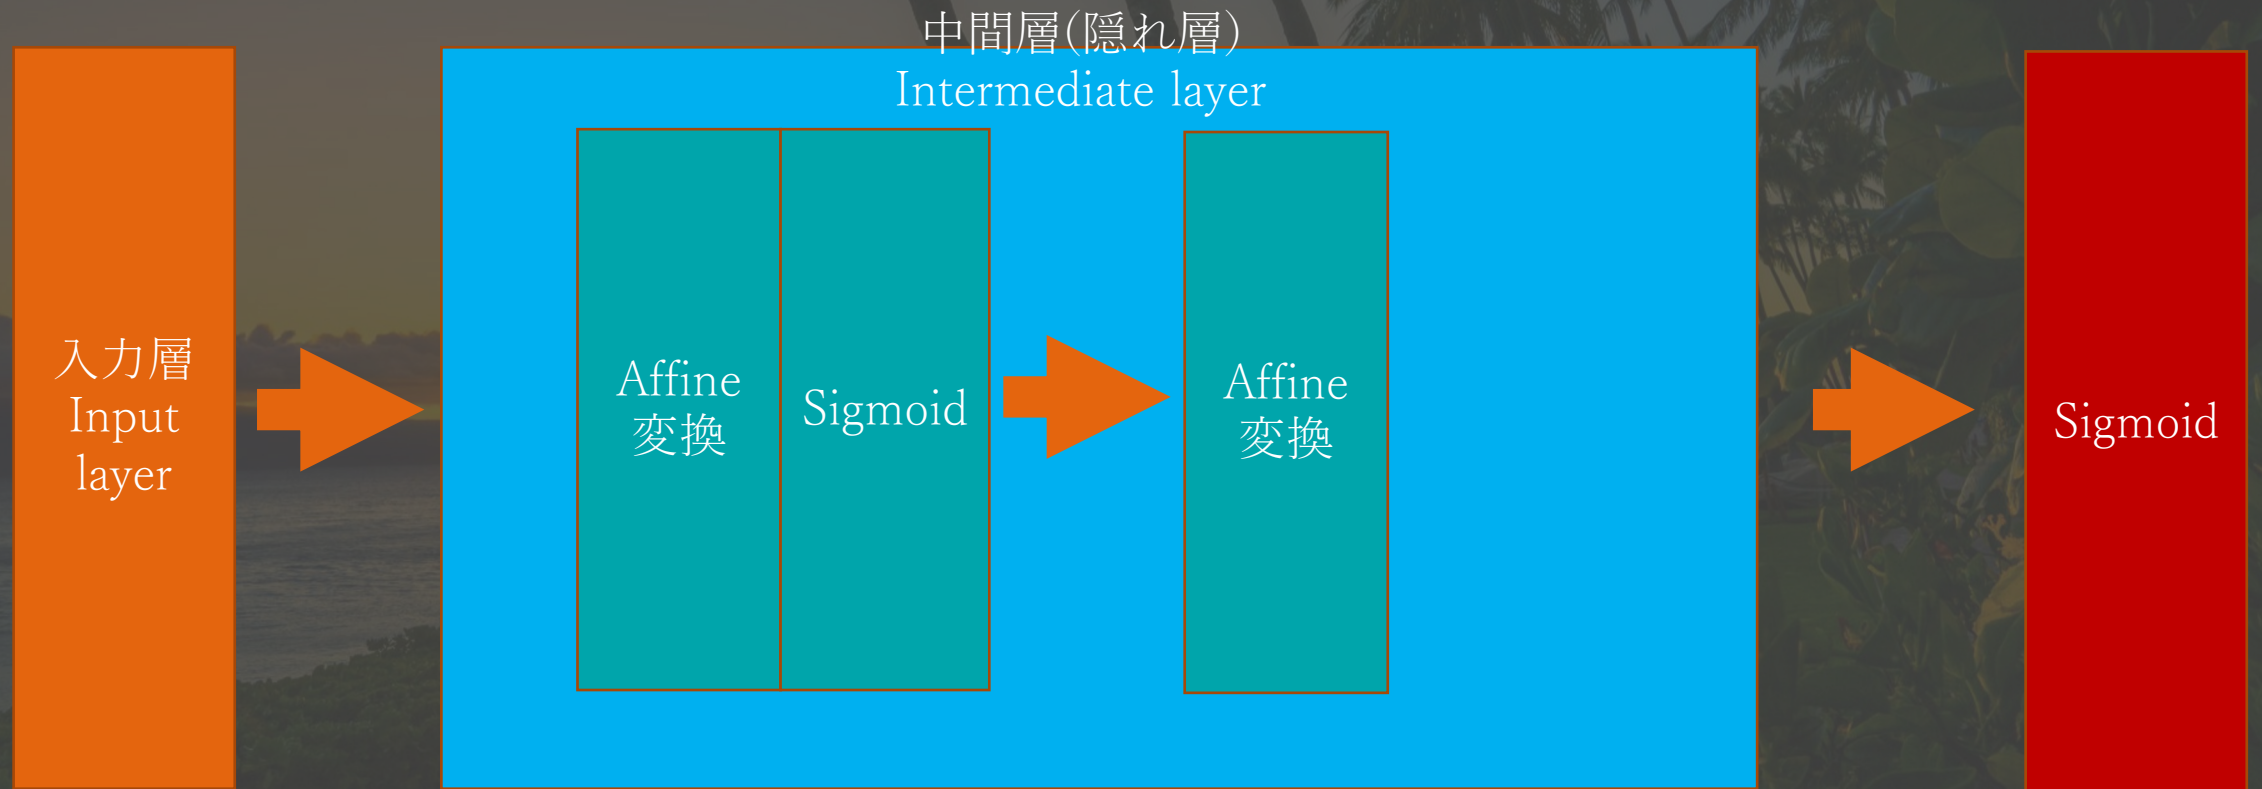 中間層(隠れ層)
Intermediate layer
入力層
Input
layer
Affine
変換
Sigmoid
Affine
変換
Sigmoid